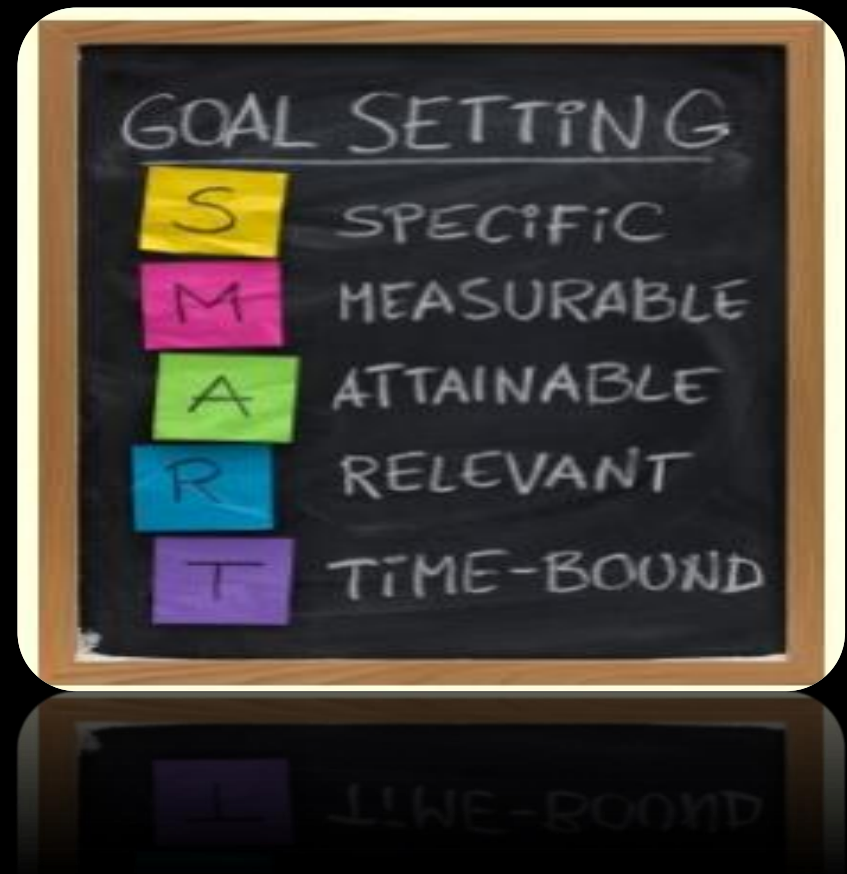 GOAL SETTiNG
S SPECiFiC
M MEASURABLE
A ATTAINABLE
R RELEVANT
T TiME-BOUND